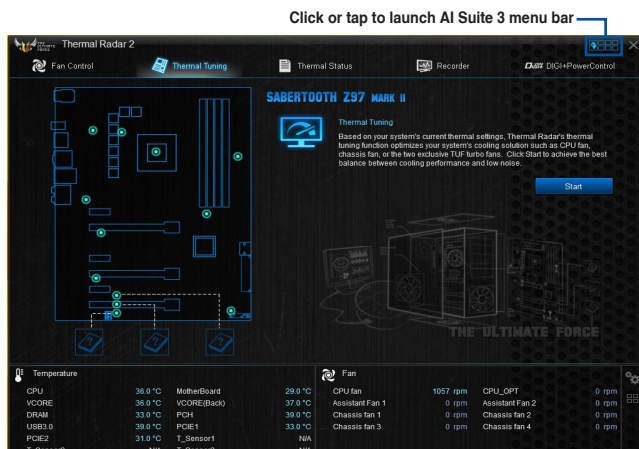 Click or tap to launch AI Suite 3 menu bar
THE ULTIMATE FORCE Thermal Radar 2
Fan Control
Thermal Tuning
Thermal Status
Recorder
DIGI+PowerControl
SABERTOOTH Z97 MARK II
Thermal Tuning
Based on your system's current thermal settings, Thermal Radar's thermal
tuning function optimizes your system's cooling solution such as CPU fan,
chassis fan, or the two exclusive TUF turbo fans. Click Start to achieve the best
balance between cooling performance and low noise.
Start
THE ULTIMATE FORCE
Temperature
CPU 36.0 °C MotherBoard 29.0 °C
VCORE 36.0 °C VCORE(Back) 37.0 °C
DRAM 33.0 °C PCH 39.0 °C
USB3.0 39.0 °C PCIE1 33.0 °C
PCIE2 31.0 °C T_Sensor1 N/A
Fan
CPU fan 1057 rpm CPU_OPT 0 rpm
Assistant Fan 1 0 rpm Assistant Fan 2 0 rpm
Chassis fan 1 0 rpm Chassis fan 2 0 rpm
Chassis fan 3 0 rpm Chassis fan 4 0 rpm